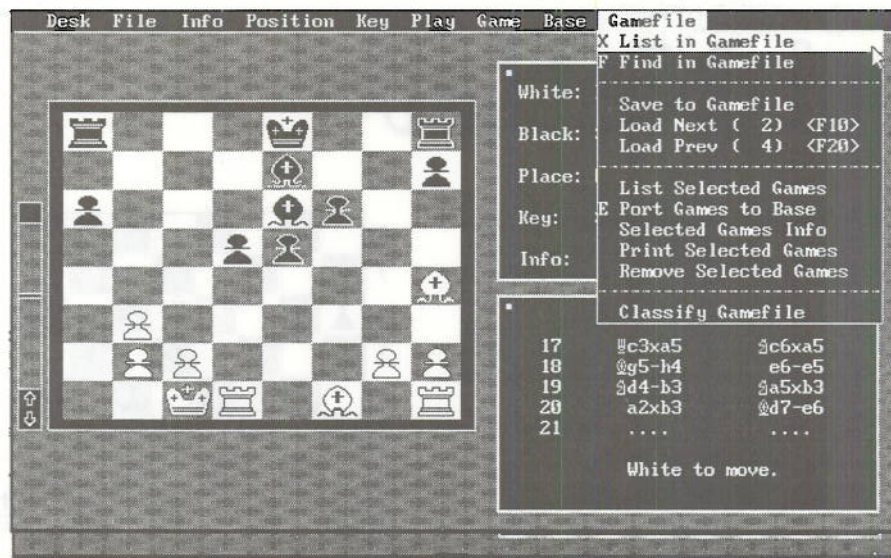 Desk File Info Position Key Play Game Base Gamefile
X List in Gamefile
F Find in Gamefile
Save to Gamefile
Load Next ( 2) <F10>
Load Prev ( 4) <F20>
List Selected Games
E Port Games to Base
Selected Games Info
Print Selected Games
Remove Selected Games
Classify Gamefile
White:
Black:
Place:
Key:
Info:
17 ♕c3xa5 ♞c6xa5
18 ♗g5-h4 e6-e5
19 ♘d4-b3 ♞a5xb3
20 a2xb3 ♝d7-e6
21 .... ....
White to move.